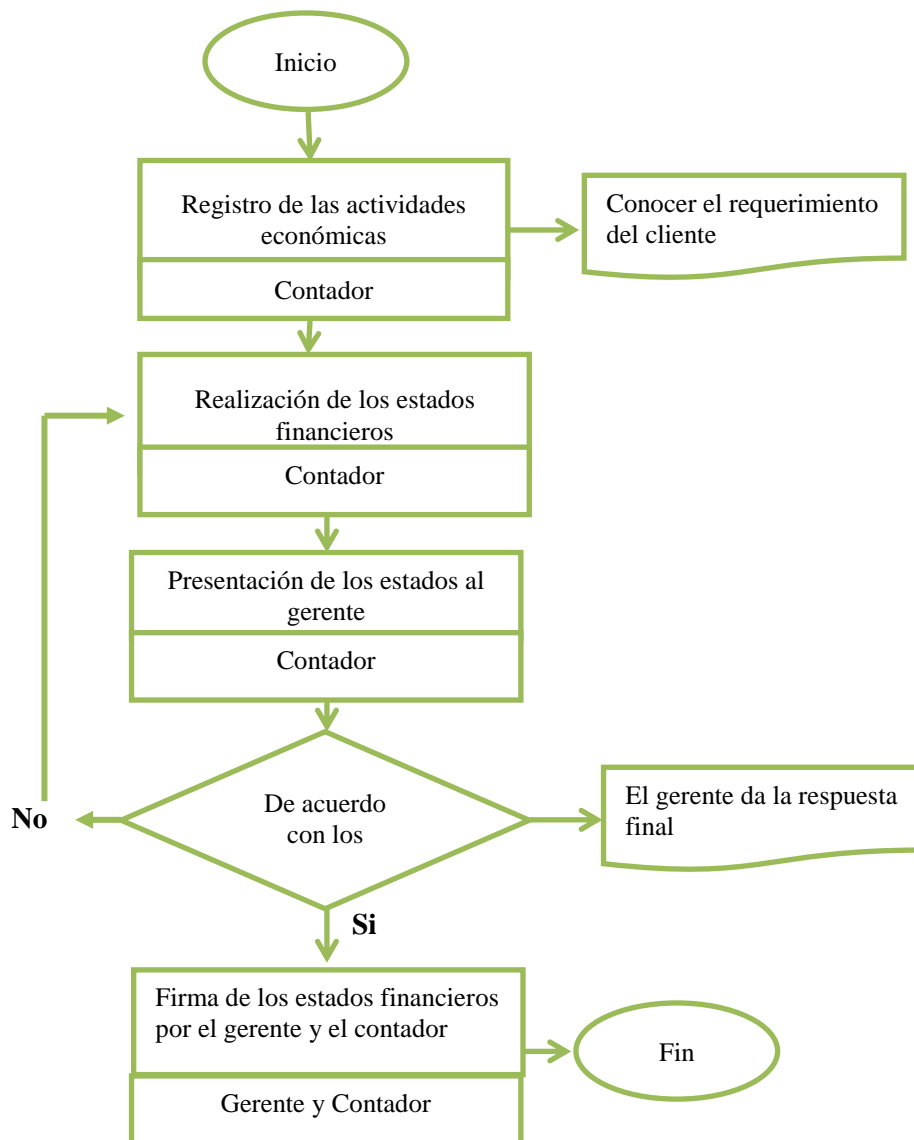 Inicio
Registro de las actividades
económicas
Contador
Conocer el requerimiento
del cliente
Realización de los estados
financieros
Contador
Presentación de los estados al
gerente
Contador
De acuerdo
con los
No
El gerente da la respuesta
final
Si
Firma de los estados financieros
por el gerente y el contador
Gerente y Contador
Fin